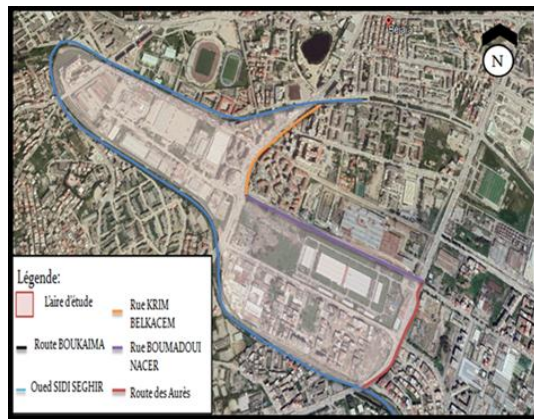 N
Légende:
L'aire d'étude
Route BOUKAIMA
Oued SIDI SEGHIR
Rue KRIM
BELKACEM
Rue BOUMADOUI
NACER
Route des Aurès